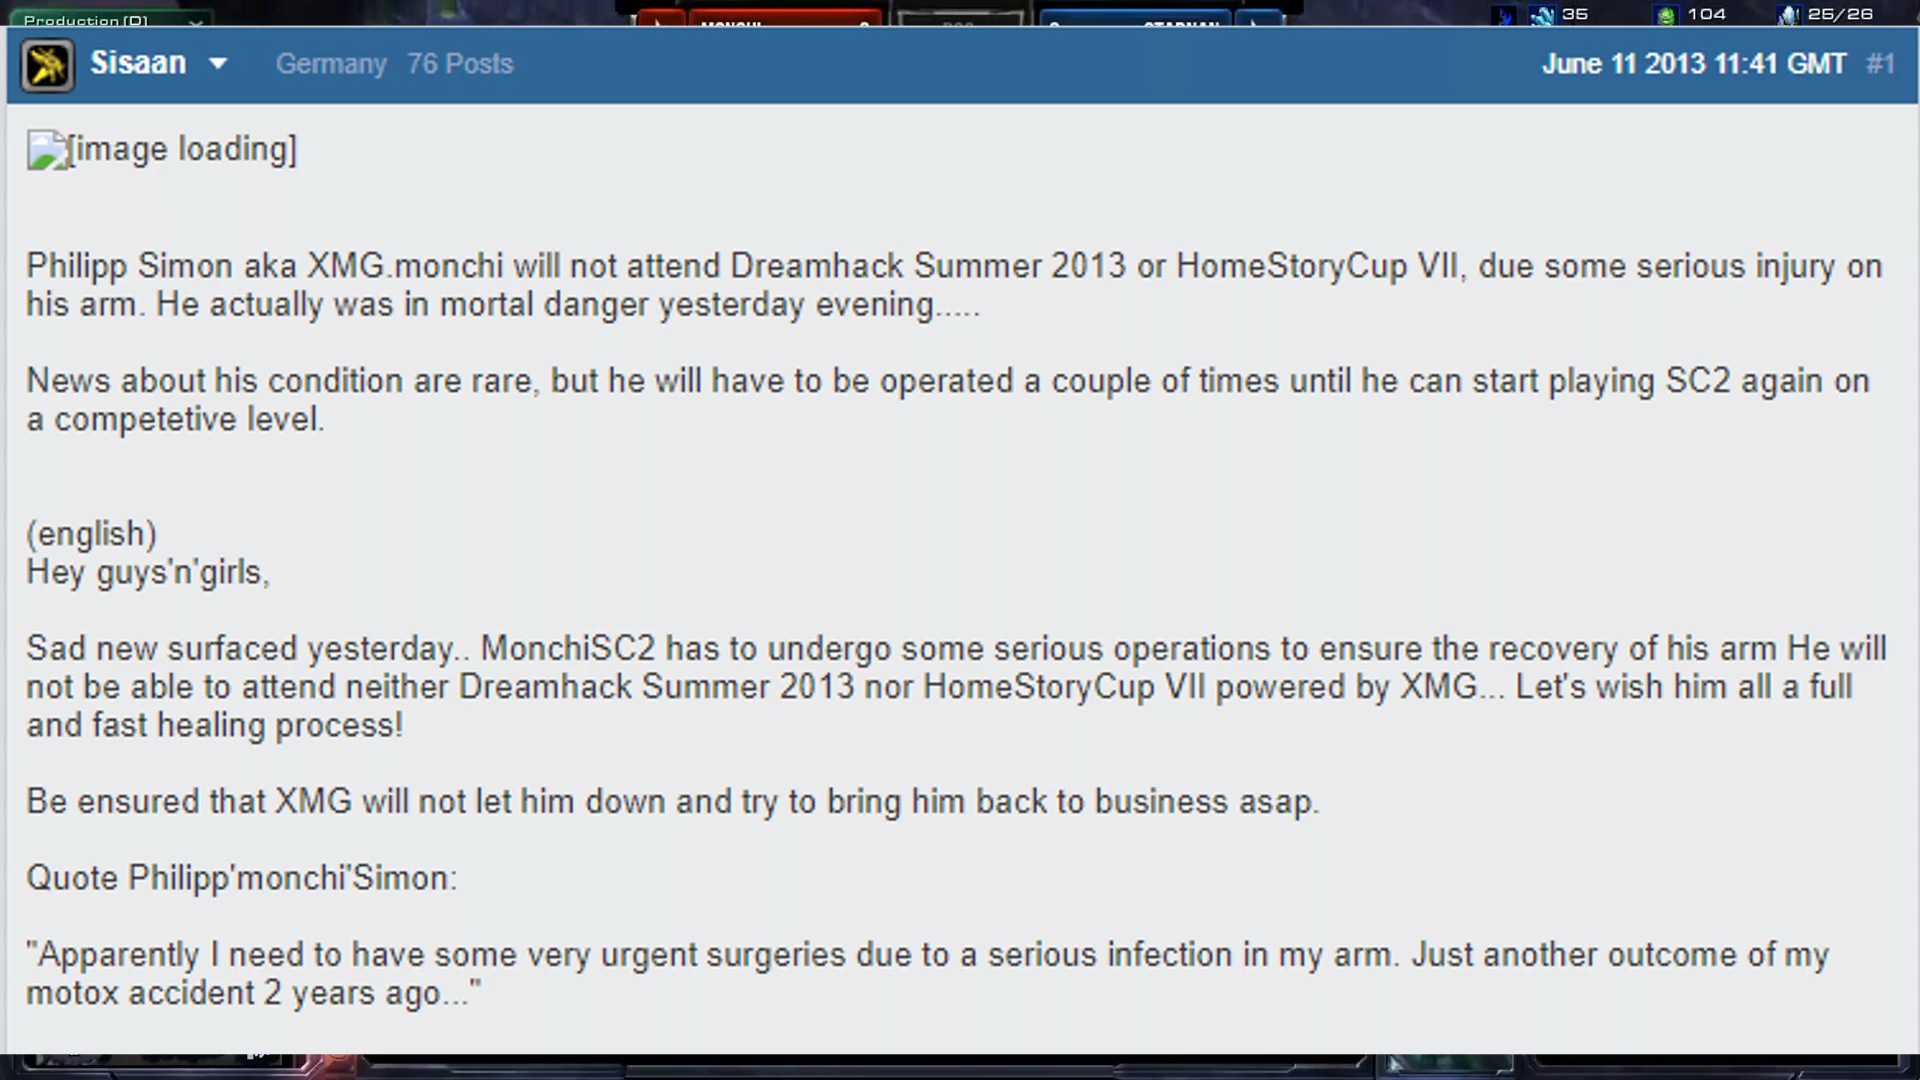 Production (D)
35 104 25/26
Sisaan Germany 76 Posts June 11 2013 11:41 GMT #1
[image loading]
Philipp Simon aka XMG.monchi will not attend Dreamhack Summer 2013 or HomeStoryCup VII, due some serious injury on
his arm. He actually was in mortal danger yesterday evening.....
News about his condition are rare, but he will have to be operated a couple of times until he can start playing SC2 again on
a competetive level.
(english)
Hey guys'n'girls,
Sad new surfaced yesterday.. MonchiSC2 has to undergo some serious operations to ensure the recovery of his arm He will
not be able to attend neither Dreamhack Summer 2013 nor HomeStoryCup VII powered by XMG... Let's wish him all a full
and fast healing process!
Be ensured that XMG will not let him down and try to bring him back to business asap.
Quote Philipp'monchi'Simon:
"Apparently I need to have some very urgent surgeries due to a serious infection in my arm. Just another outcome of my
motox accident 2 years ago..."